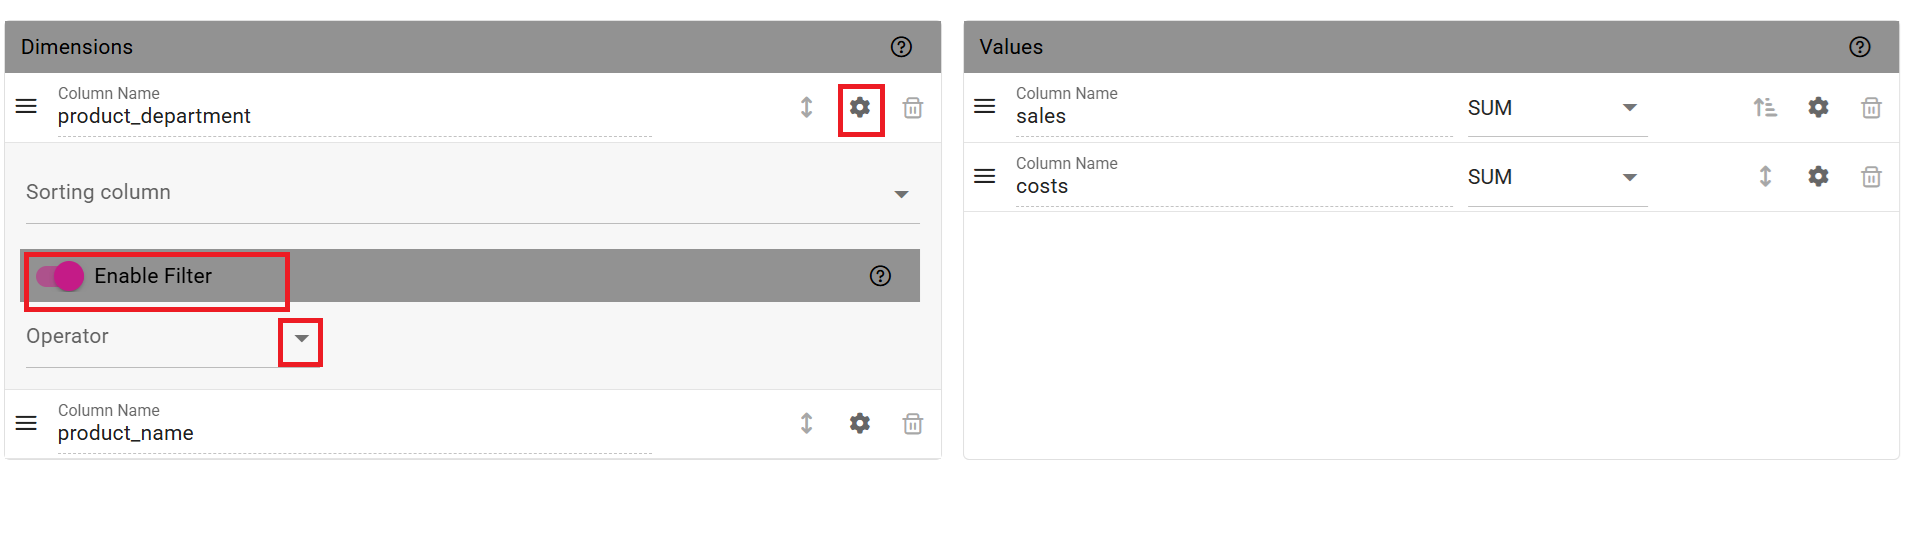 Dimensions
Column Name
product_department
Sorting column
Enable Filter
Operator
Column Name
product_name
Values
Column Name
sales
SUM
Column Name
costs
SUM